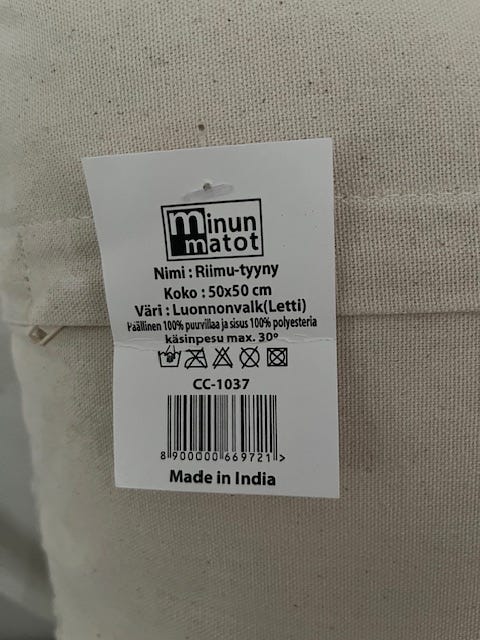 minun
matot
Nimi : Riimu-tyyny
Koko : 50x50 cm
Väri : Luonnonvalk(Letti)
Päällinen 100% puuvillaa ja sisus 100% polyesteria
käsinpesu max. 30°
CC-1037
8 900000 669721 >
Made in India